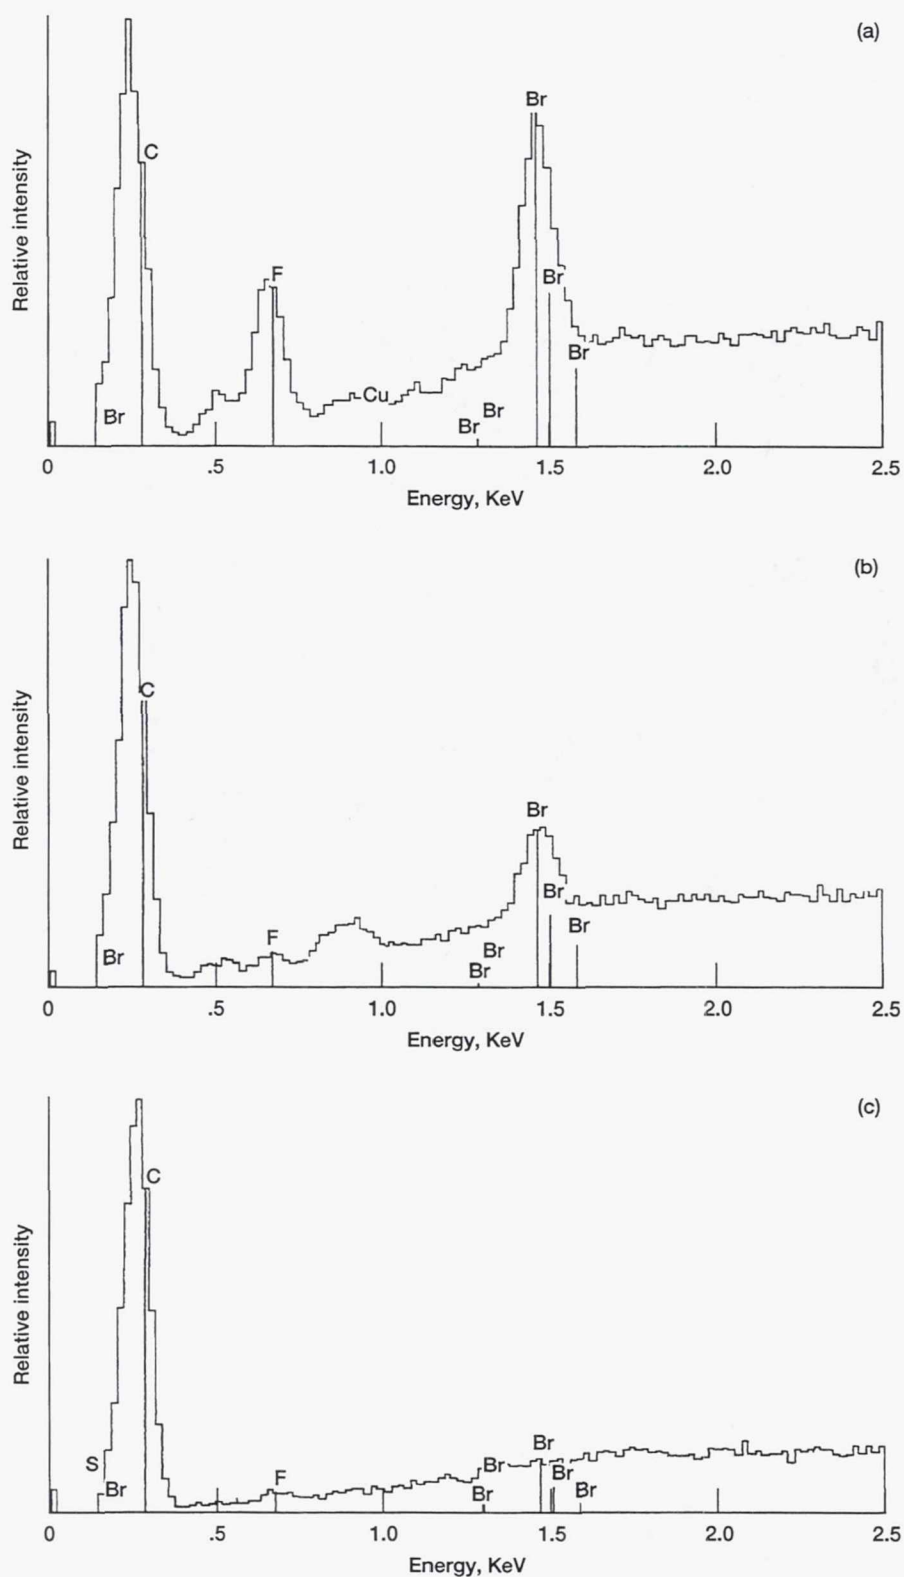 (a)
Br
C
F
Br
Cu
Br
Br
Br
Br
Relative intensity
0 .5 1.0 1.5 2.0 2.5
Energy, KeV
(b)
C
Br
Br
F
Br
Br
Br
Br
Relative intensity
0 .5 1.0 1.5 2.0 2.5
Energy, KeV
(c)
C
Br
S
Br
Br
F
Br
Br
Br
Relative intensity
0 .5 1.0 1.5 2.0 2.5
Energy, KeV